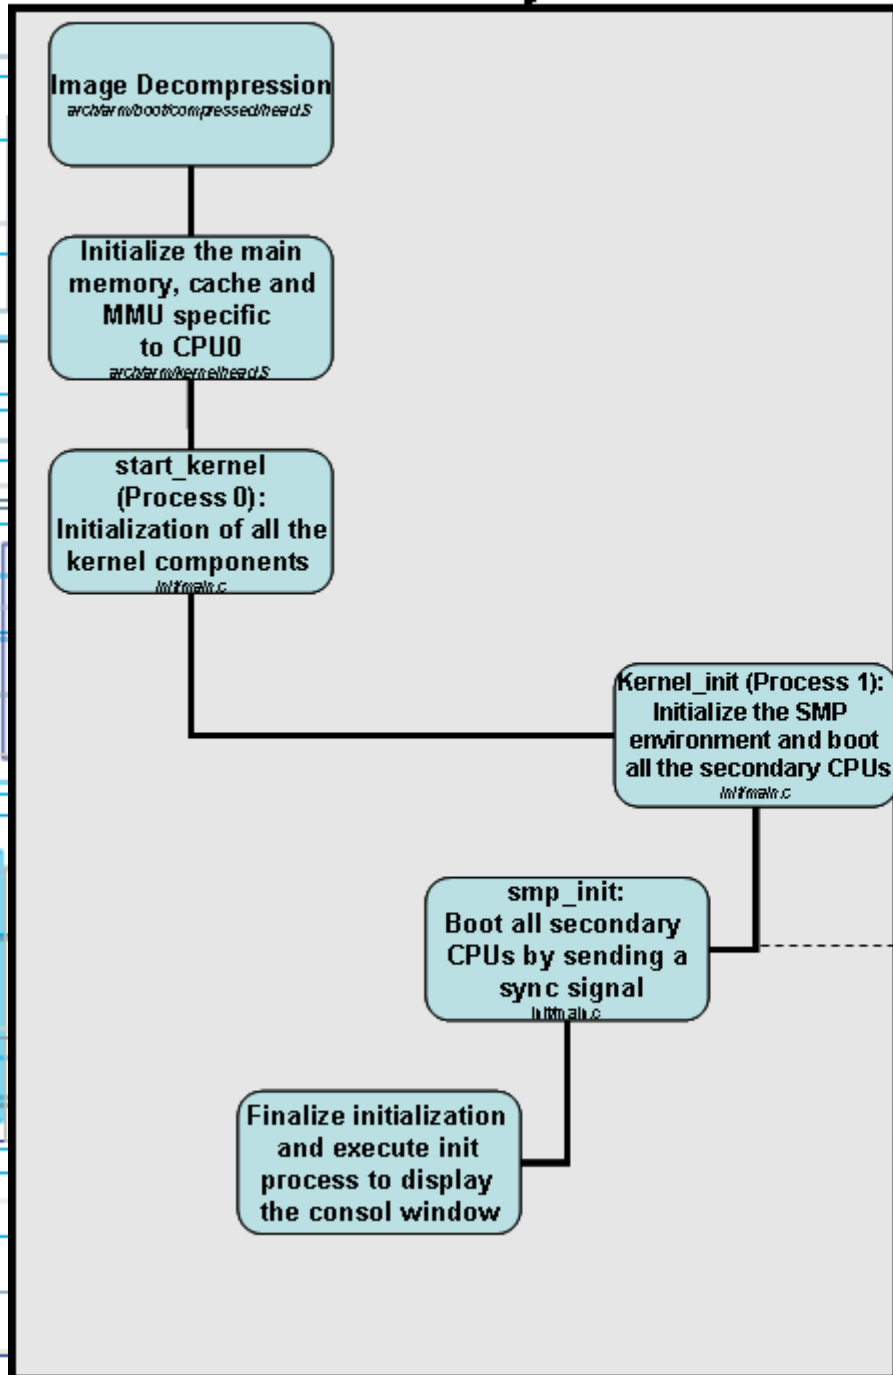 Image Decompression
arch/arm/boot/compressed/head.S
Initialize the main
memory, cache and
MMU specific
to CPU0
arch/arm/kernel/head.S
start_kernel
(Process 0):
Initialization of all the
kernel components
init/main.c
Kernel_init (Process 1):
Initialize the SMP
environment and boot
all the secondary CPUs
init/main.c
smp_init:
Boot all secondary
CPUs by sending a
sync signal
init/main.c
Finalize initialization
and execute init
process to display
the consol window